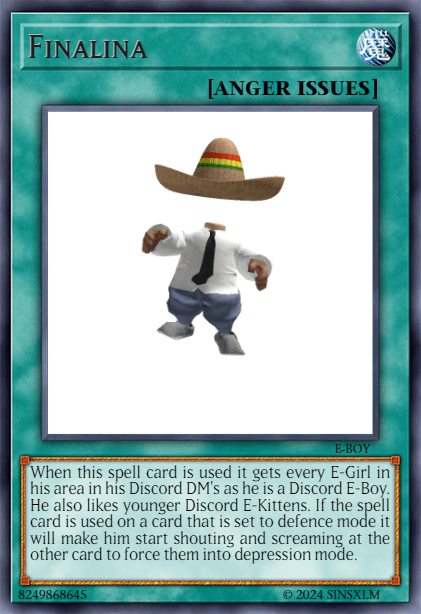 Finalina
魔
[ANGER ISSUES]
E-BOY
When this spell card is used it gets every E-Girl in
his area in his Discord DM's as he is a Discord E-Boy.
He also likes younger Discord E-Kittens. If the spell
card is used on a card that is set to defence mode it
will make him start shouting and screaming at the
other card to force them into depression mode.
8249868645
© 2024 SINSXLM